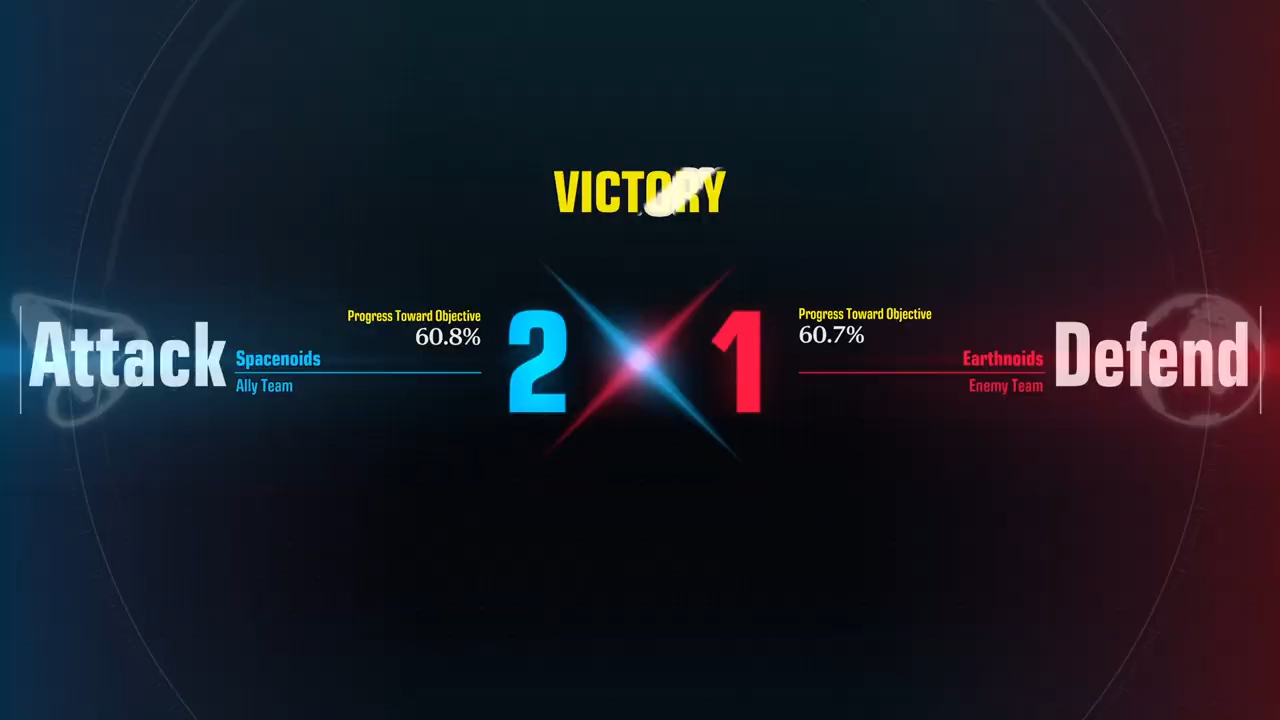 VICTORY
Progress Toward Objective
60.8%
2
1
Progress Toward Objective
60.7%
Attack
Spacenoids
Ally Team
Earthnoids
Enemy Team
Defend